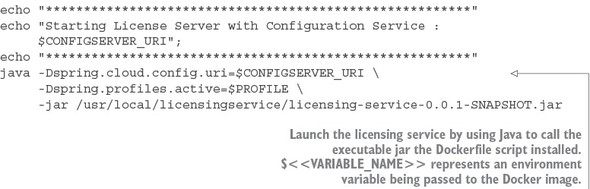 echo "********************************************************"
echo "Starting License Server with Configuration Service :
$CONFIGSERVER_URI";
echo "********************************************************"
java -Dspring.cloud.config.uri=$CONFIGSERVER_URI \
-Dspring.profiles.active=$PROFILE \
-jar /usr/local/licensingservice/licensing-service-0.0.1-SNAPSHOT.jar
Launch the licensing service by using Java to call the
executable jar the Dockerfile script installed.
$<<VARIABLE_NAME>> represents an environment
variable being passed to the Docker image.